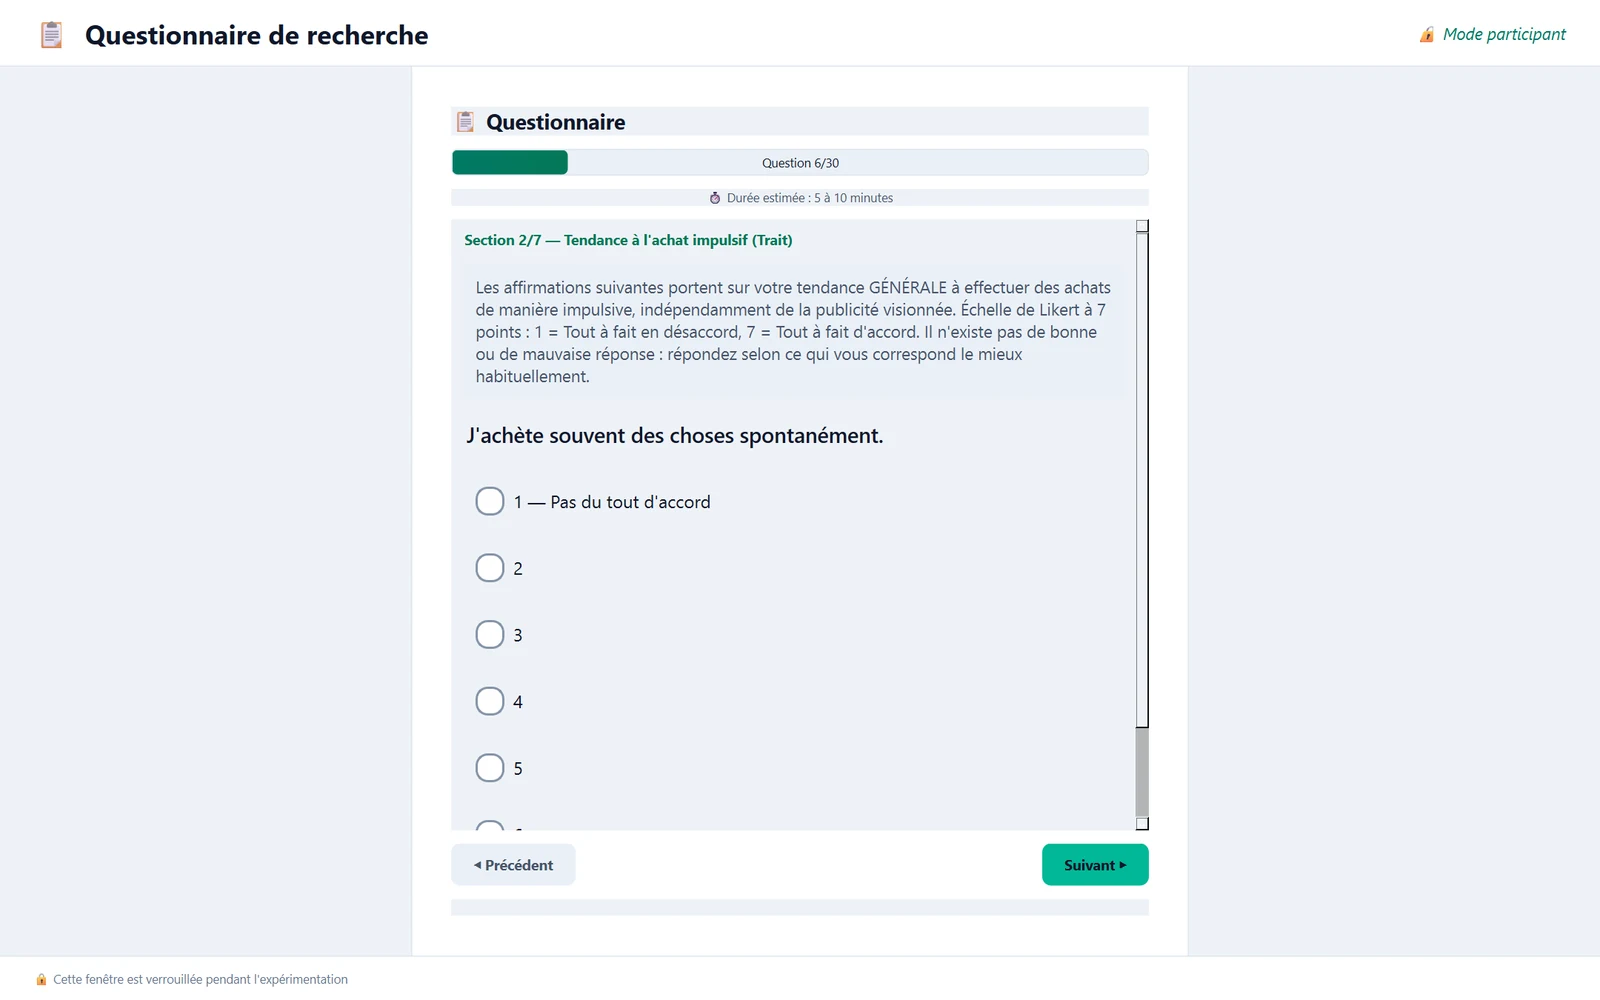 Questionnaire de recherche
Mode participant
Questionnaire
Question 6/30
Durée estimée : 5 à 10 minutes
Section 2/7 — Tendance à l'achat impulsif (Trait)
Les affirmations suivantes portent sur votre tendance GÉNÉRALE à effectuer des achats
de manière impulsive, indépendamment de la publicité visionnée. Échelle de Likert à 7
points : 1 = Tout à fait en désaccord, 7 = Tout à fait d'accord. Il n'existe pas de bonne
ou de mauvaise réponse : répondez selon ce qui vous correspond le mieux
habituellement.
J'achète souvent des choses spontanément.
1 — Pas du tout d'accord
2
3
4
5
◂ Précédent
Suivant ▸
Cette fenêtre est verrouillée pendant l'expérimentation